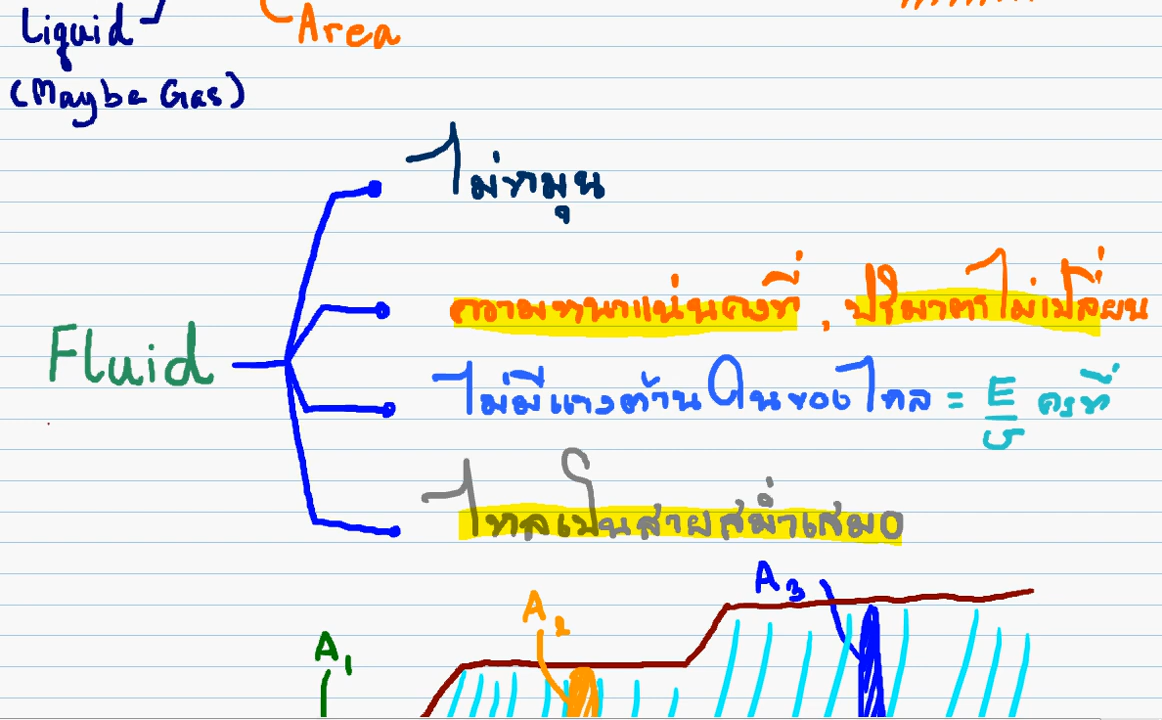 Liquid Area
(Maybe Gas)
ไม่หมุน
ความหนาแน่นคงที่, ปริมาตรไม่เปลี่ยน
Fluid
ไม่มีแรงต้านในของไหล = E/ คงที่
ไหลเป็นสายสม่ำเสมอ
A3
A2
A1